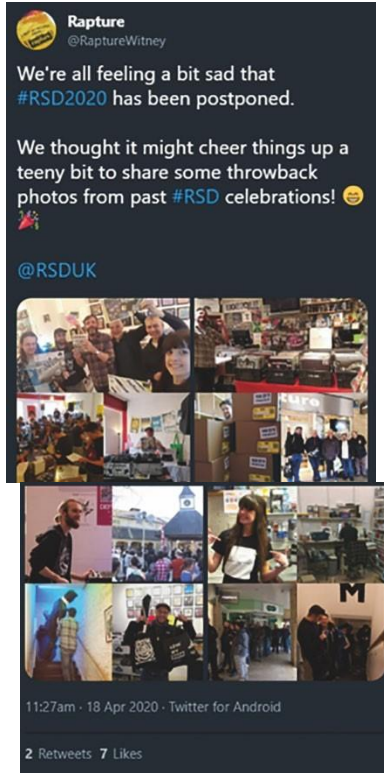 Rapture
@RaptureWitney
We're all feeling a bit sad that
#RSD2020 has been postponed.
We thought it might cheer things up a
teeny bit to share some throwback
photos from past #RSD celebrations! 😄
🎉
@RSDUK
11:27am · 18 Apr 2020 · Twitter for Android
2 Retweets 7 Likes